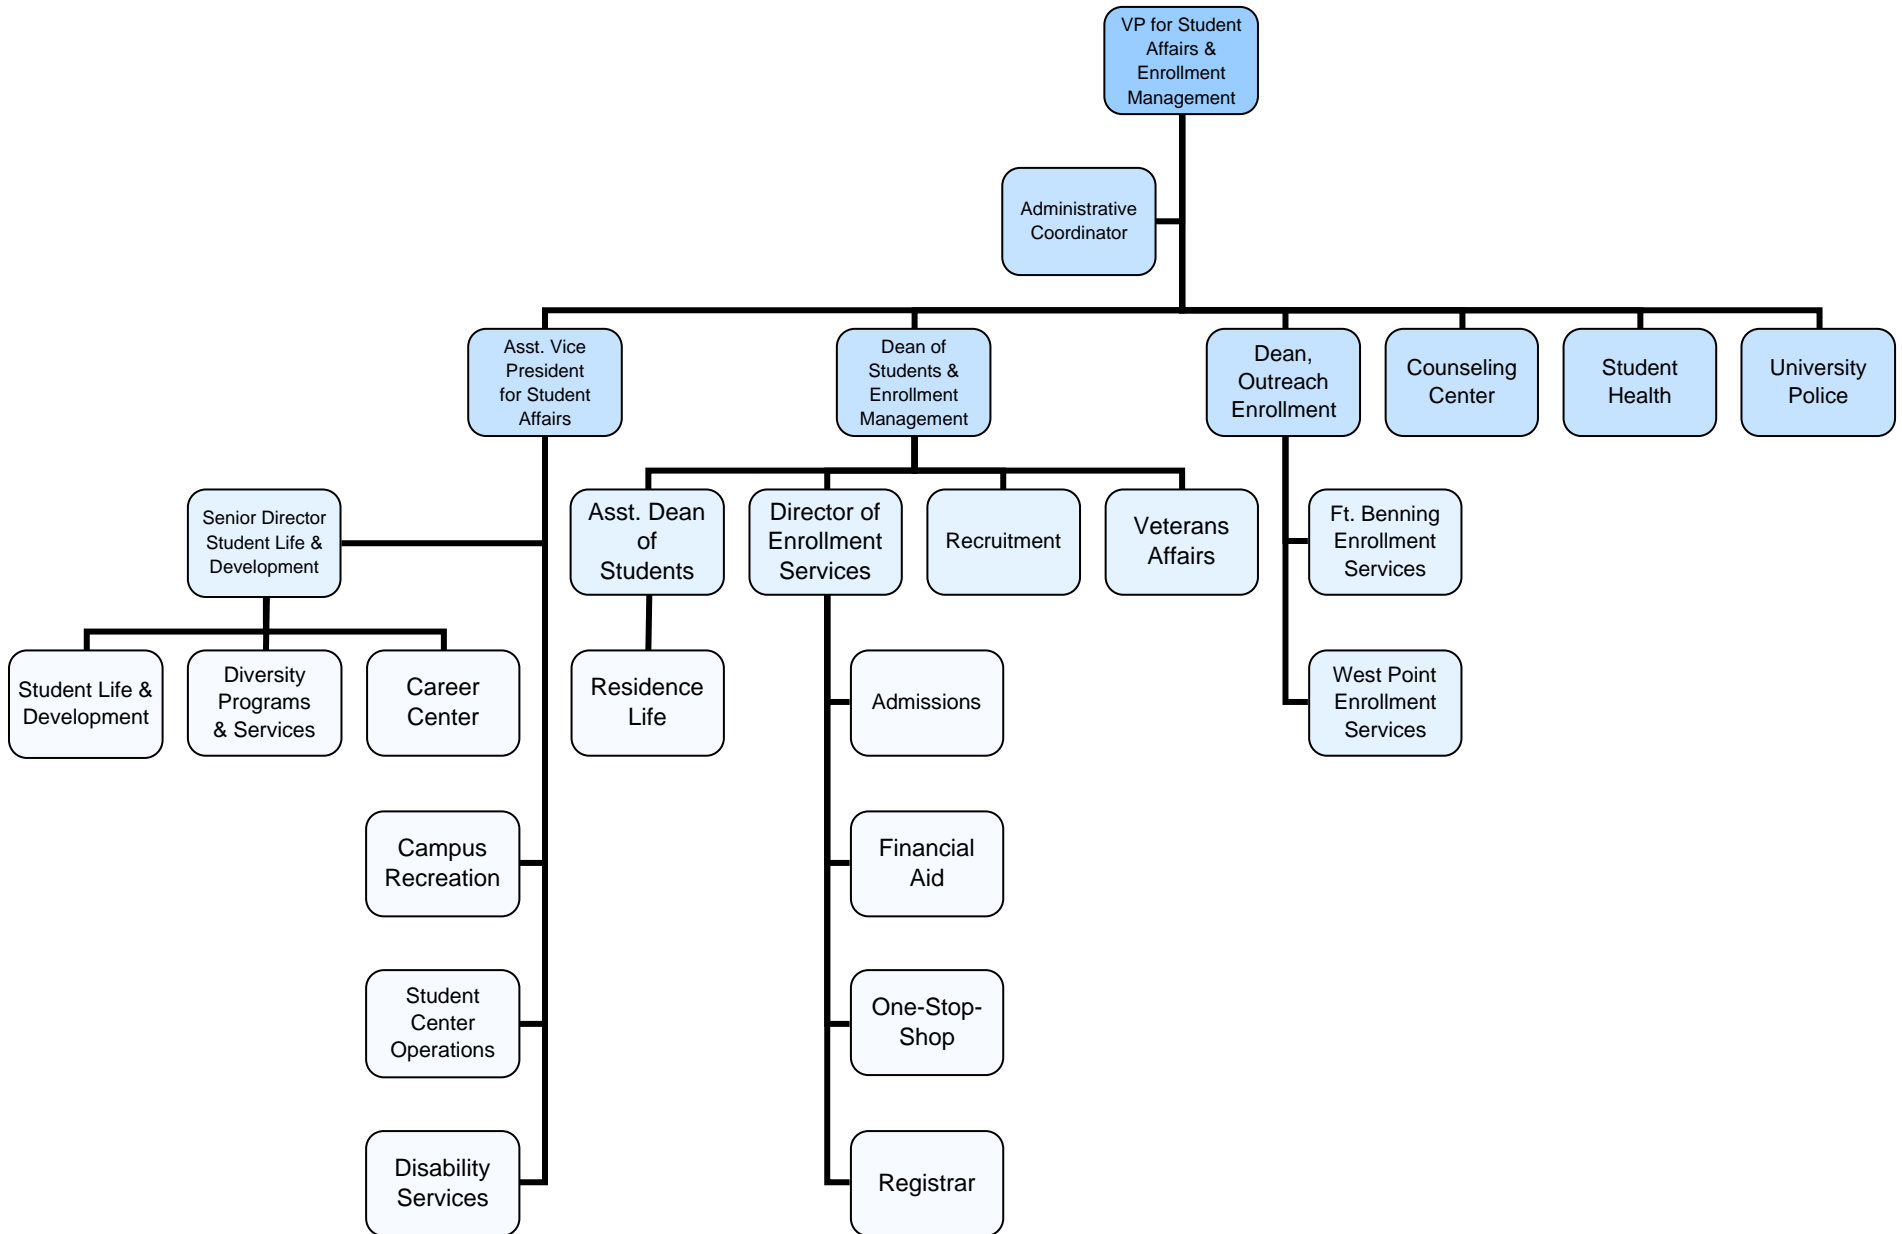 VP for Student
Affairs &
Enrollment
Management
Administrative
Coordinator
Asst. Vice
President
for Student
Affairs
Dean of
Students &
Enrollment
Management
Dean,
Outreach
Enrollment
Counseling
Center
Student
Health
University
Police
Senior Director
Student Life &
Development
Asst. Dean
of
Students
Director of
Enrollment
Services
Recruitment
Veterans
Affairs
Ft. Benning
Enrollment
Services
Student Life &
Development
Diversity
Programs
& Services
Career
Center
Residence
Life
Admissions
West Point
Enrollment
Services
Campus
Recreation
Financial
Aid
Student
Center
Operations
One-Stop-
Shop
Disability
Services
Registrar